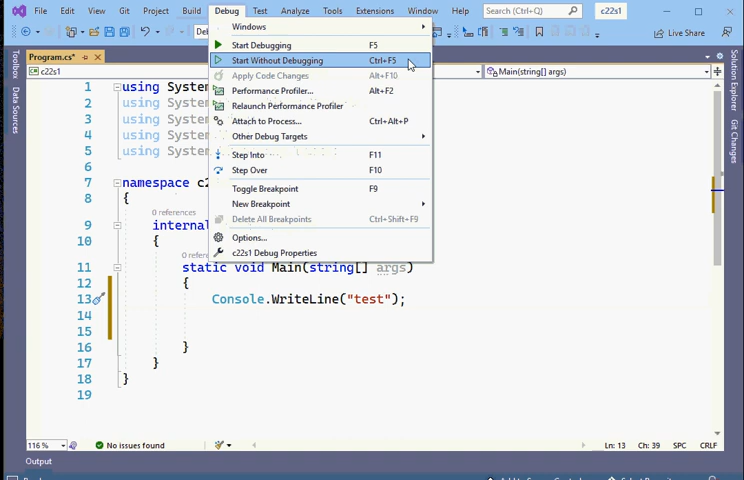 File Edit View Git Project Build Debug Test Analyze Tools Extensions Window Search (Ctrl+Q) c22s1
Live Share
Program.cs*
c22s1 Main(string[] args)
Toolbox
Data Sources
Solution Explorer
Git Changes
Windows
Start Debugging F5
Start Without Debugging Ctrl+F5
Apply Code Changes Alt+F10
Performance Profiler... Alt+F2
Relaunch Performance Profiler
Attach to Process... Ctrl+Alt+P
Other Debug Targets
Step Into F11
Step Over F10
Toggle Breakpoint F9
New Breakpoint
Delete All Breakpoints Ctrl+Shift+F9
Options...
c22s1 Debug Properties
1 using System
2 using System
3 using System
4 using System
5 using System
6
7 namespace c2
8 {
0 references
9 internal
10 {
0 refere
11 static void Main(string[] args)
12 {
13 Console.WriteLine("test");
14
15
16 }
17 }
18 }
19
116 % No issues found Ln: 13 Ch: 39 SPC CRLF
Output